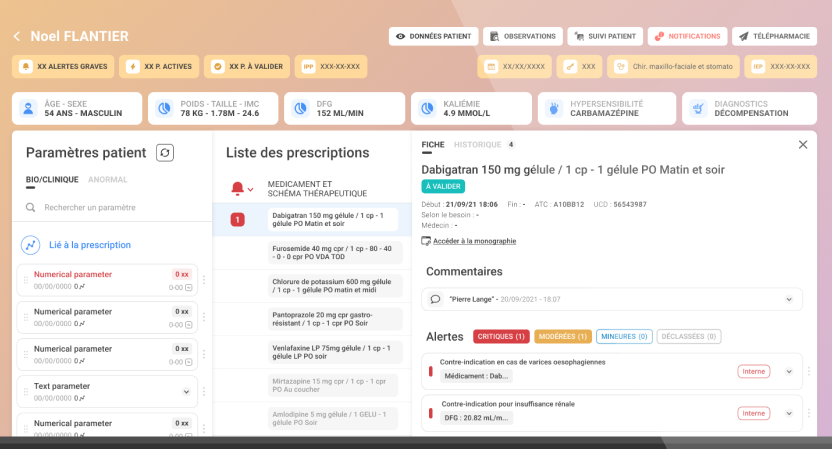 Noel FLANTIER
DONNÉES PATIENT
OBSERVATIONS
SUIVI PATIENT
NOTIFICATIONS
TÉLÉPHARMACIE
XX ALERTES GRAVES
XX P. ACTIVES
XX P. À VALIDER
IPP XXX-XX-XXX
XX/XX/XXXX
XXX
Chir. maxillo-faciale et stomato
IEP XXX-XX-XXX
ÂGE - SEXE
54 ANS - MASCULIN
POIDS - TAILLE - IMC
78 KG - 1.78M - 24.6
DFG
152 ML/MIN
KALIÉMIE
4.9 MMOL/L
HYPERSENSIBILITÉ
CARBAMAZÉPINE
DIAGNOSTICS
DÉCOMPENSATION
Paramètres patient
BIO/CLINIQUE ANORMAL
Rechercher un paramètre
Lié à la prescription
Numerical parameter 0 xx
00/00/0000 0 0-00
Numerical parameter 0 xx
00/00/0000 0 0-00
Numerical parameter 0 xx
00/00/0000 0 0-00
Text parameter
00/00/0000 0
Numerical parameter 0 xx
00/00/0000 0 0-00
Liste des prescriptions
MEDICAMENT ET
SCHÉMA THÉRAPEUTIQUE
1
Dabigatran 150 mg gélule / 1 cp - 1
gélule PO Matin et soir
Furosemide 40 mg cpr / 1 cp - 80 - 40
- 0 - 0 cpr PO VDA TOD
Chlorure de potassium 600 mg gélule
/ 1 cp - 1 gélule PO matin et midi
Pantoprazole 20 mg cpr gastro-
résistant / 1 cp - 1 cpr PO Soir
Venlafaxine LP 75mg gélule / 1 cp - 1
gélule LP PO soir
Mirtazapine 15 mg cpr / 1 cp - 1 cpr
PO Au coucher
Amlodipine 5 mg gélule / 1 GELU - 1
gélule PO Soir
FICHE HISTORIQUE 4
Dabigatran 150 mg gélule / 1 cp - 1 gélule PO Matin et soir
À VALIDER
Début : 21/09/21 18:06 Fin : - ATC : A10BB12 UCD : 56543987
Selon le besoin : -
Médecin : -
Accéder à la monographie
Commentaires
"Pierre Lange" - 20/09/2021 - 18:07
Alertes CRITIQUES (1) MODÉRÉES (1) MINEURES (0) DÉCLASSÉES (0)
Contre-indication en cas de varices oesophagiennes
Médicament : Dab...
Interne
Contre-indication pour insuffisance rénale
DFG : 20.82 mL/m...
Interne